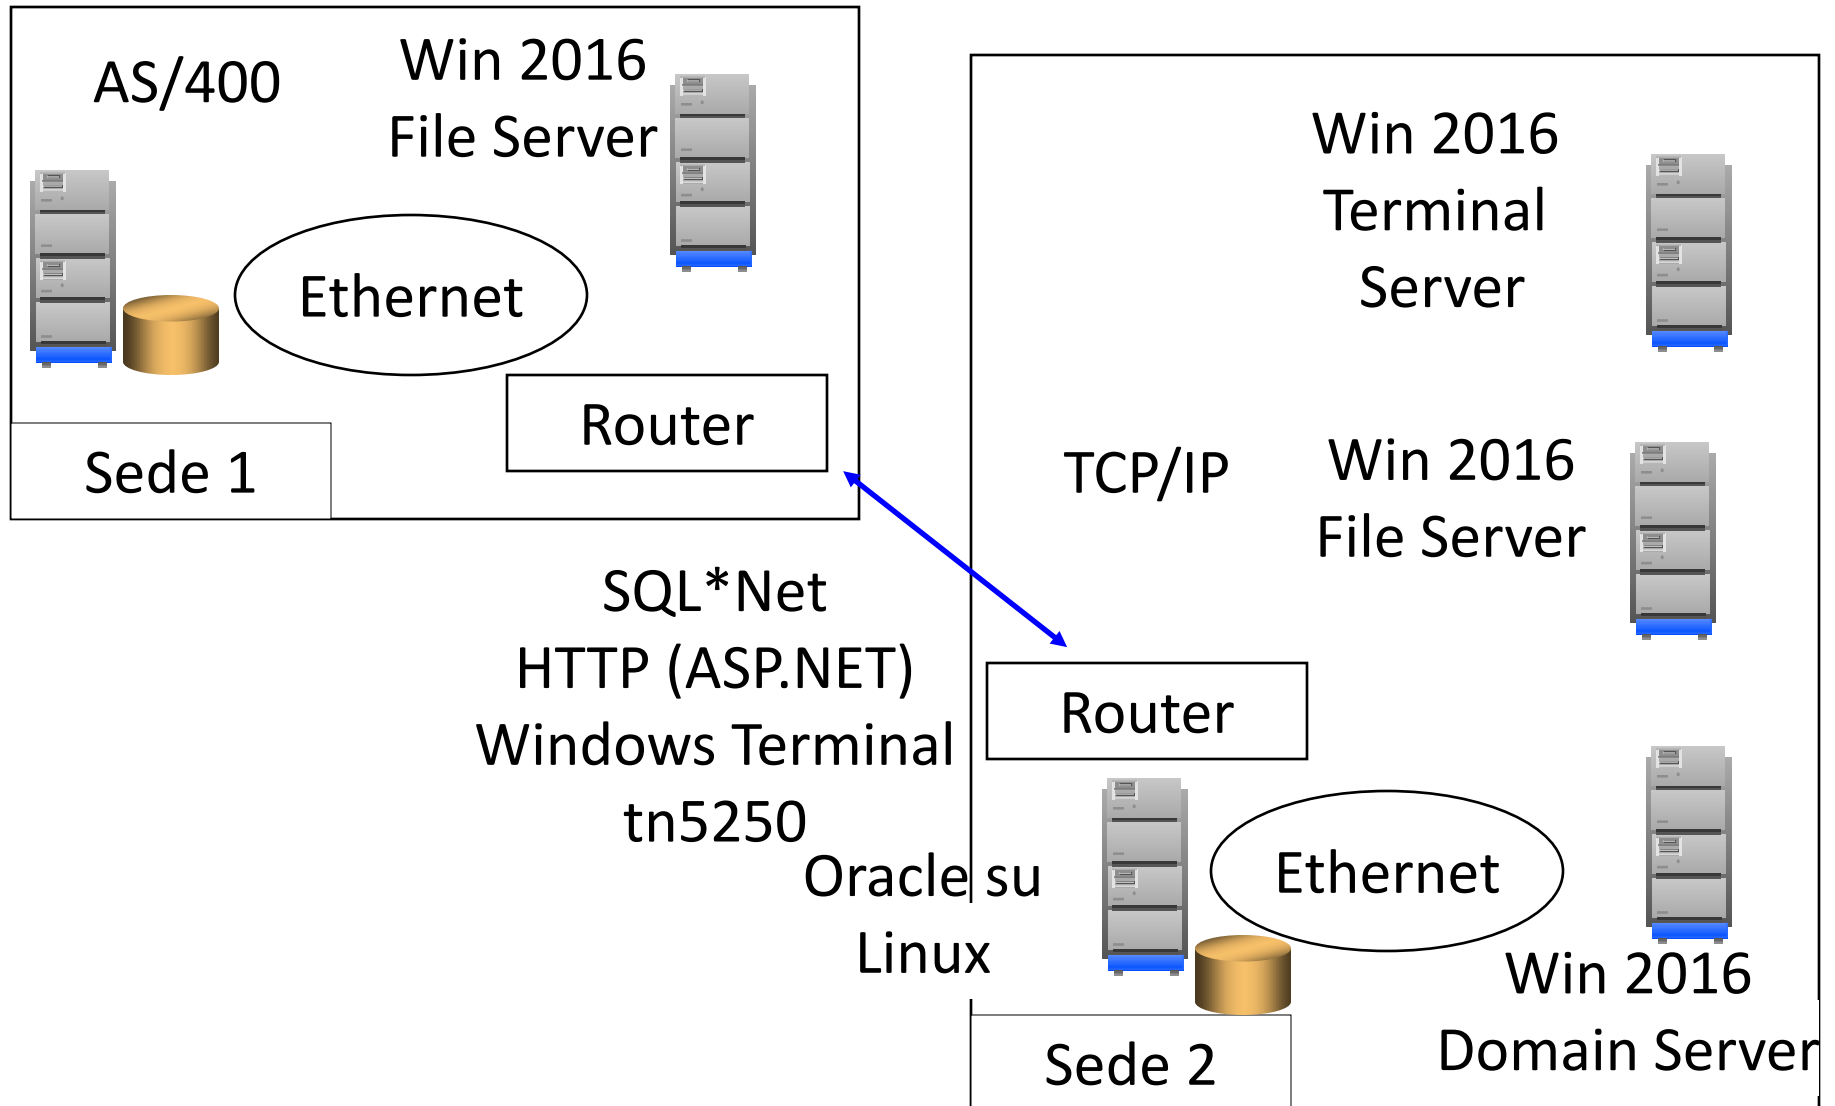 AS/400
Win 2016
File Server
Ethernet
Router
Sede 1
SQL*Net
HTTP (ASP.NET)
Windows Terminal
tn5250
Win 2016
Terminal
Server
TCP/IP
Win 2016
File Server
Router
Oracle su
Linux
Ethernet
Win 2016
Domain Server
Sede 2